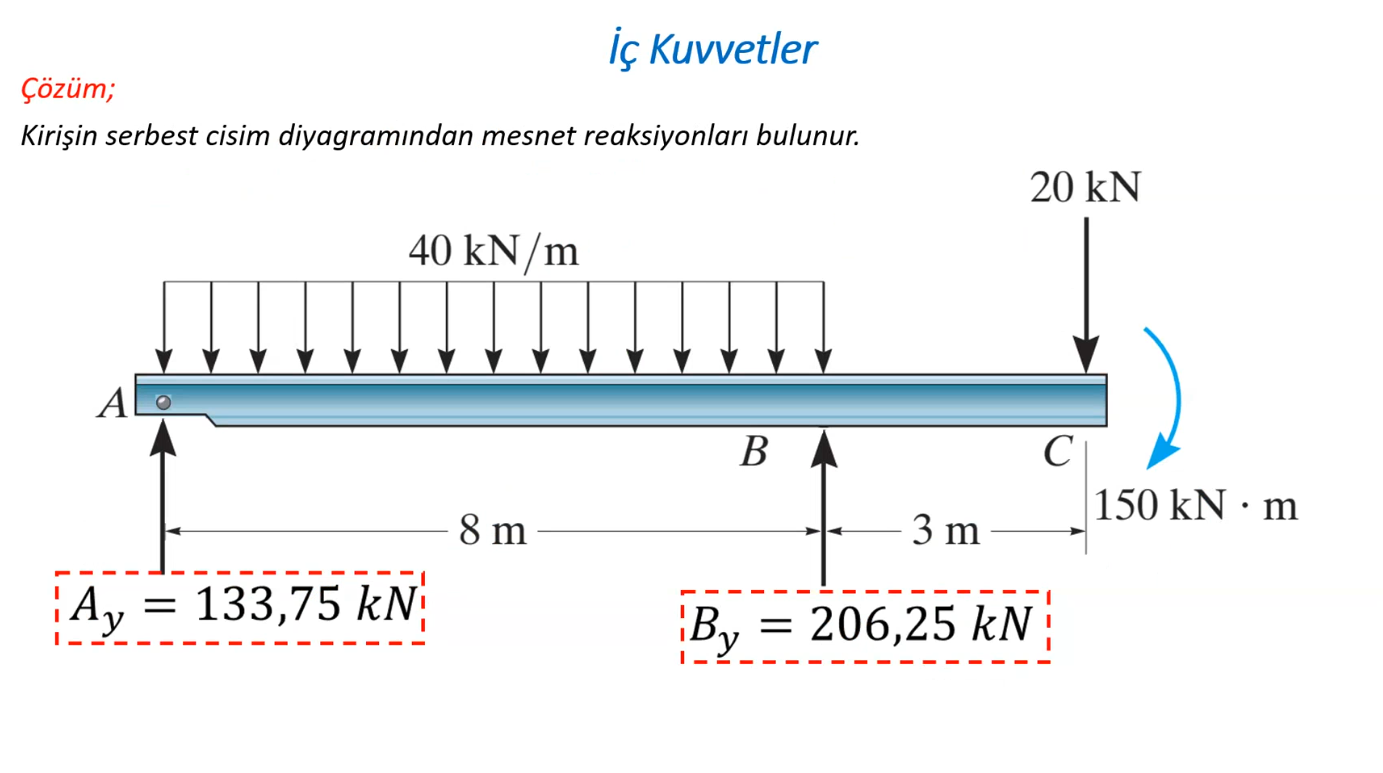 İç Kuvvetler
Çözüm;
Kirişin serbest cisim diyagramından mesnet reaksiyonları bulunur.
20 kN
40 kN/m
A
B
C
150 kN · m
8 m
3 m
A_y = 133,75 kN
B_y = 206,25 kN